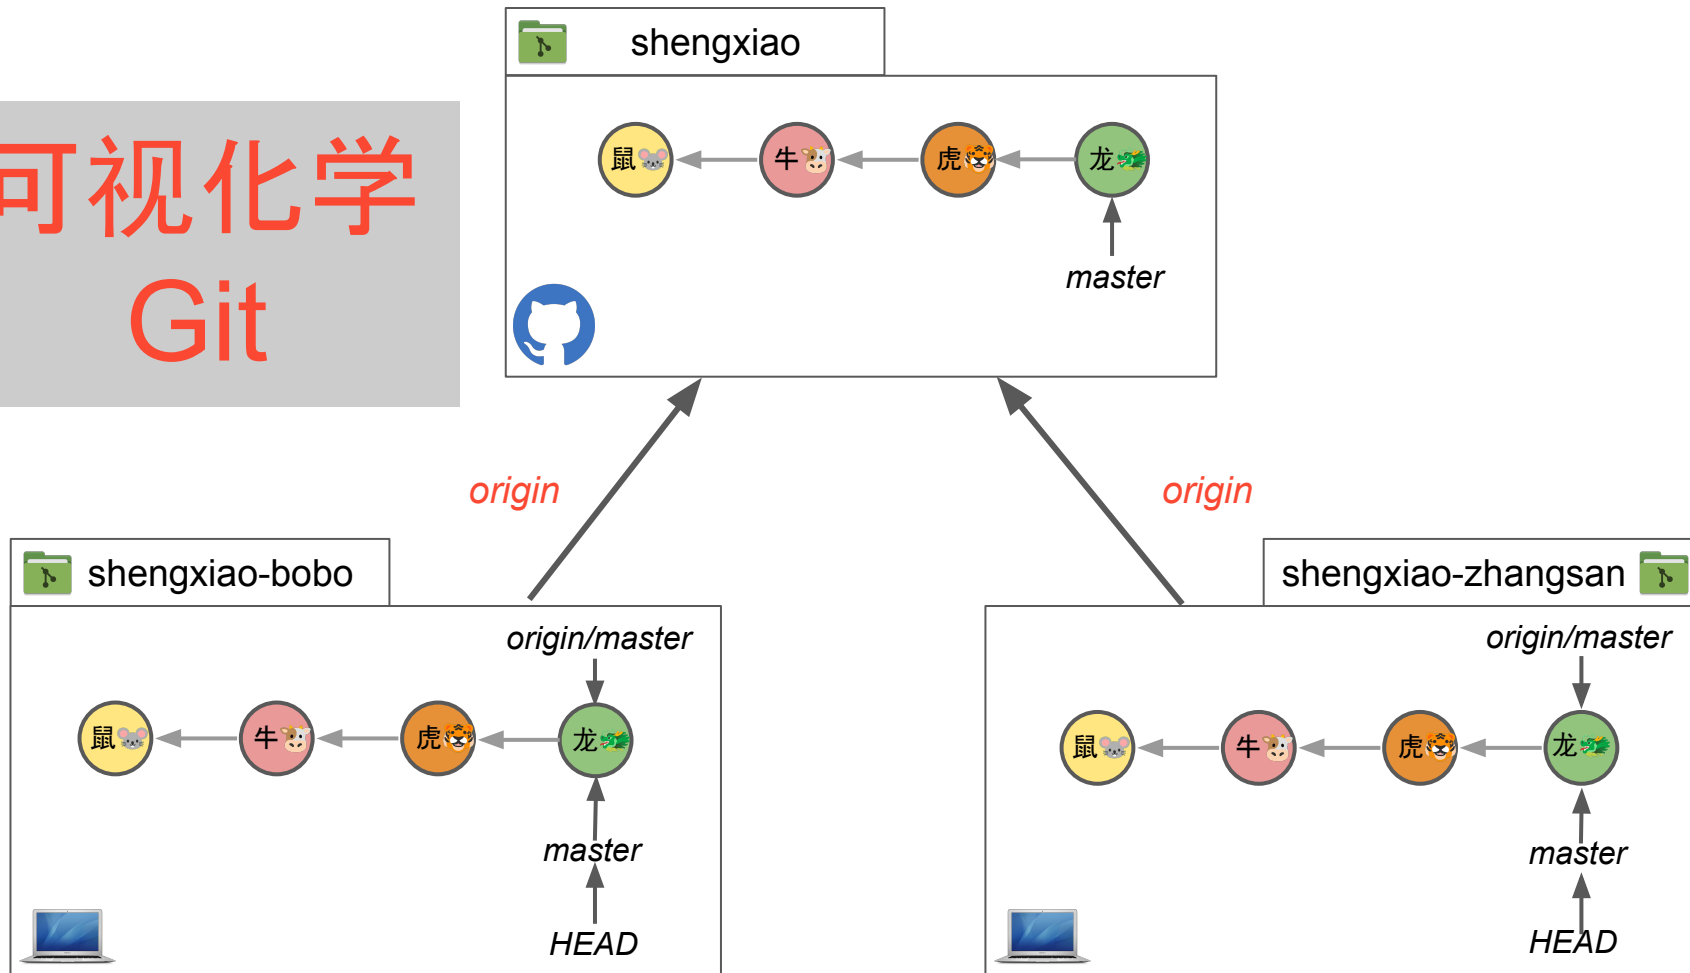 shengxiao
鼠 牛 虎 龙
master
可视化学
Git
origin
origin
shengxiao-bobo
origin/master
鼠 牛 虎 龙
master
HEAD
shengxiao-zhangsan
origin/master
鼠 牛 虎 龙
master
HEAD